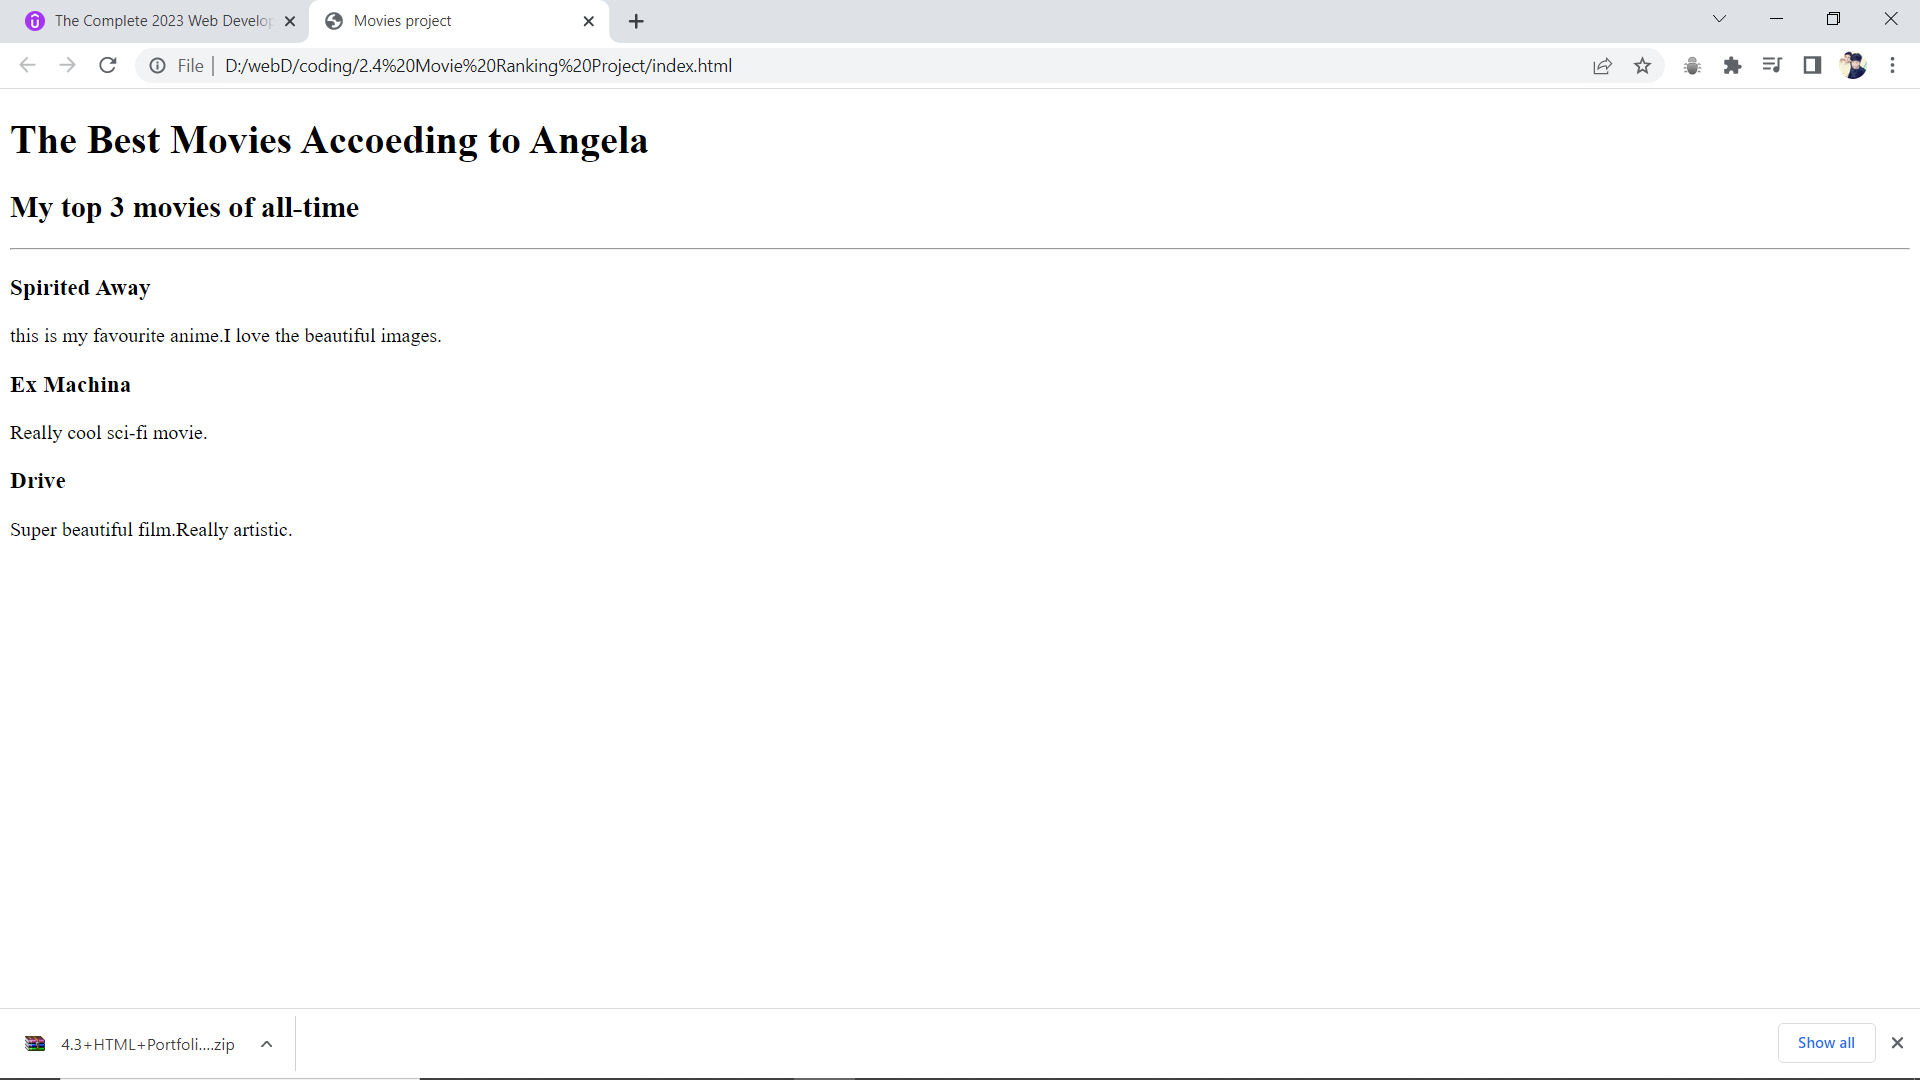 The Complete 2023 Web Develop
Movies project
File
D:/webD/coding/2.4%20Movie%20Ranking%20Project/index.html
The Best Movies Accoeding to Angela
My top 3 movies of all-time
Spirited Away
this is my favourite anime.I love the beautiful images.
Ex Machina
Really cool sci-fi movie.
Drive
Super beautiful film.Really artistic.
4.3+HTML+Portfoli....zip
Show all